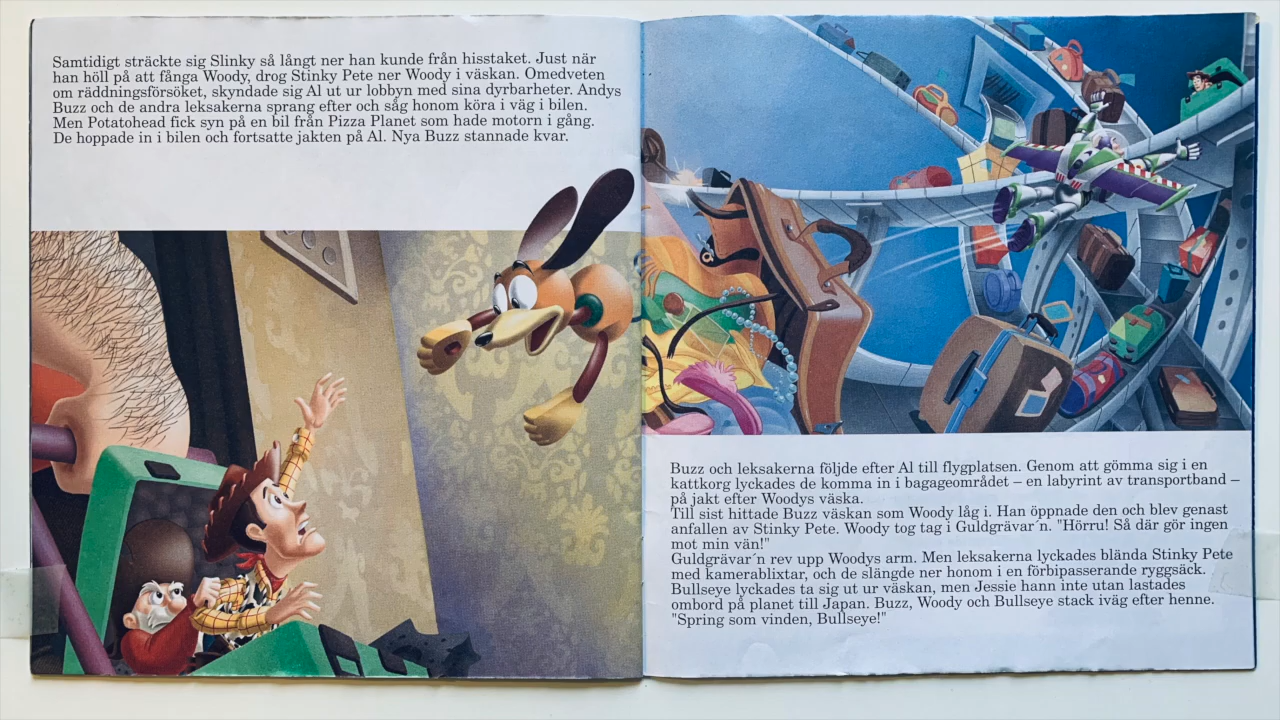 Samtidigt sträckte sig Slinky så långt ner han kunde från hisstaket. Just när
han höll på att fånga Woody, drog Stinky Pete ner Woody i väskan. Omedveten
om räddningsförsöket, skyndade sig Al ut ur lobbyn med sina dyrbarheter. Andys
Buzz och de andra leksakerna sprang efter och såg honom köra i väg i bilen.
Men Potatohead fick syn på en bil från Pizza Planet som hade motorn i gång.
De hoppade in i bilen och fortsatte jakten på Al. Nya Buzz stannade kvar.
Buzz och leksakerna följde efter Al till flygplatsen. Genom att gömma sig i en
kattkorg lyckades de komma in i bagageområdet – en labyrint av transportband –
på jakt efter Woodys väska.
Till sist hittade Buzz väskan som Woody låg i. Han öppnade den och blev genast
anfallen av Stinky Pete. Woody tog tag i Guldgrävar´n. "Hörru! Så där gör ingen
mot min vän!"
Guldgrävar´n rev upp Woodys arm. Men leksakerna lyckades blända Stinky Pete
med kamerablixtar, och de slängde ner honom i en förbipasserande ryggsäck.
Bullseye lyckades ta sig ut ur väskan, men Jessie hann inte utan lastades
ombord på planet till Japan. Buzz, Woody och Bullseye stack iväg efter henne.
"Spring som vinden, Bullseye!"